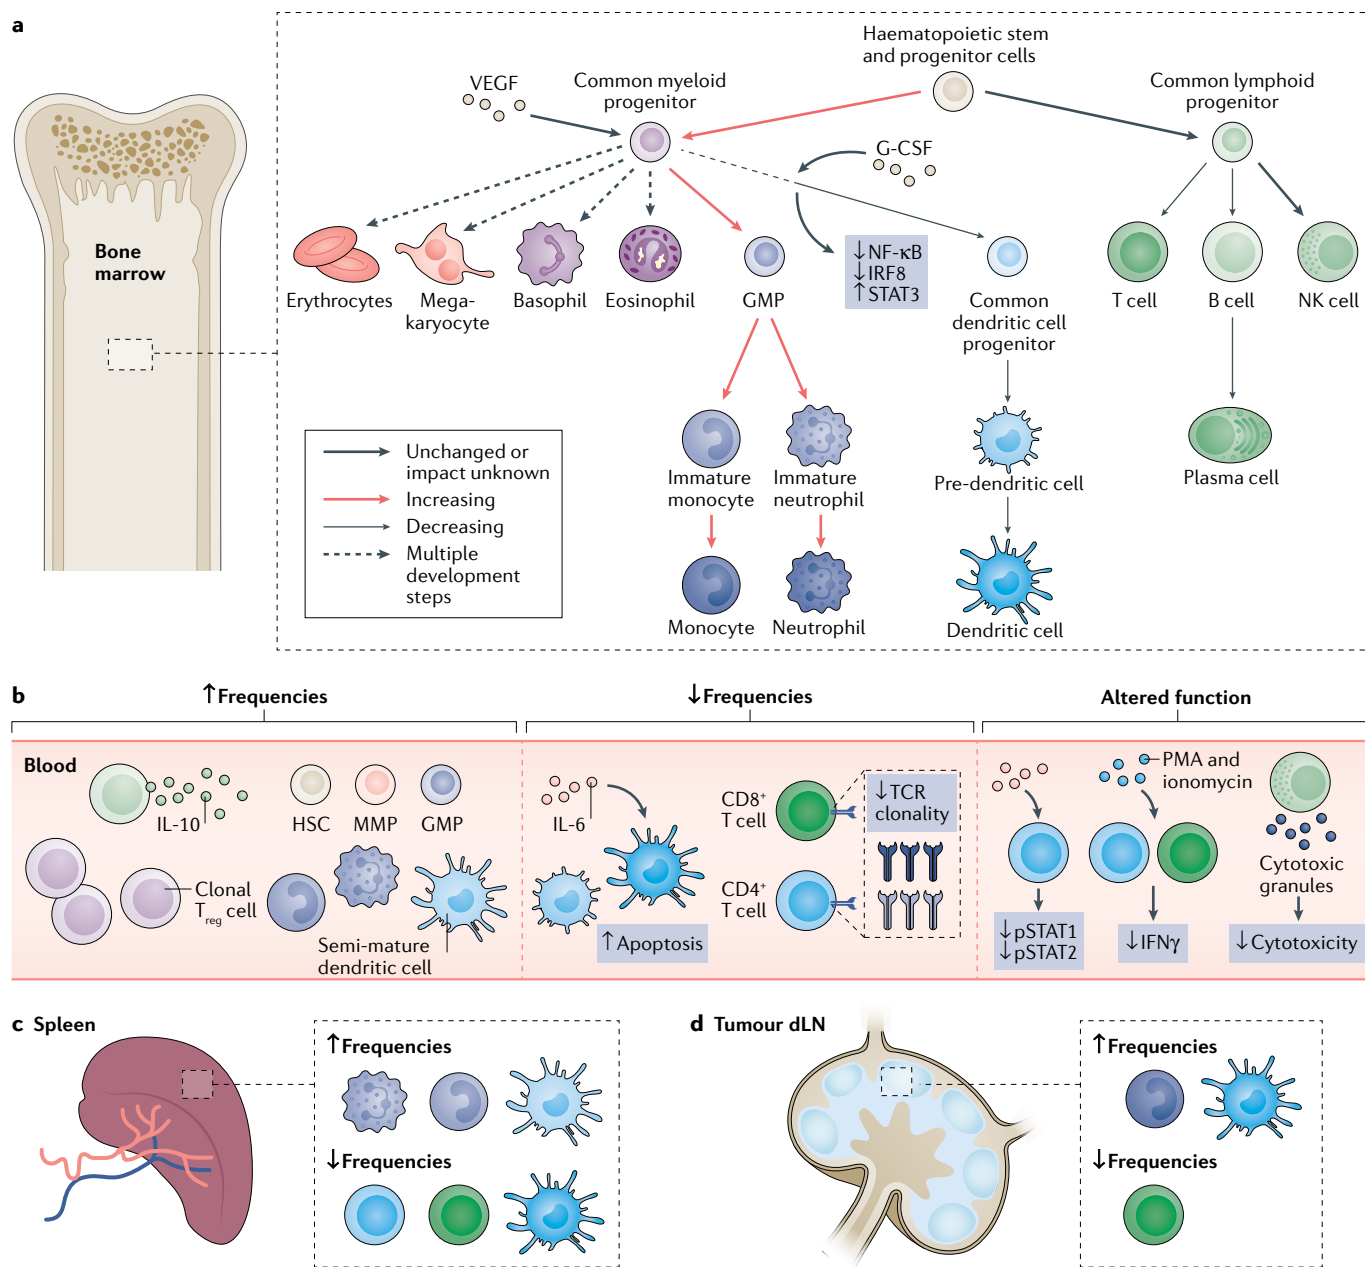 a
Haematopoietic stem
and progenitor cells
VEGF
Common myeloid
progenitor
Common lymphoid
progenitor
G-CSF
Bone
marrow
Erythrocytes
Mega-
karyocyte
Basophil
Eosinophil
GMP
↓NF-κB
↓IRF8
↑STAT3
Common
dendritic cell
progenitor
T cell
B cell
NK cell
Unchanged or
impact unknown
Increasing
Decreasing
Multiple
development
steps
Immature
monocyte
Immature
neutrophil
Pre-dendritic cell
Plasma cell
Monocyte
Neutrophil
Dendritic cell
b
↑Frequencies
↓Frequencies
Altered function
Blood
IL-10
HSC
MMP
GMP
Clonal
Treg cell
Semi-mature
dendritic cell
IL-6
↑Apoptosis
CD8+
T cell
CD4+
T cell
↓TCR
clonality
PMA and
ionomycin
Cytotoxic
granules
↓pSTAT1
↓pSTAT2
↓IFNγ
↓Cytotoxicity
c Spleen
↑Frequencies
↓Frequencies
d Tumour dLN
↑Frequencies
↓Frequencies